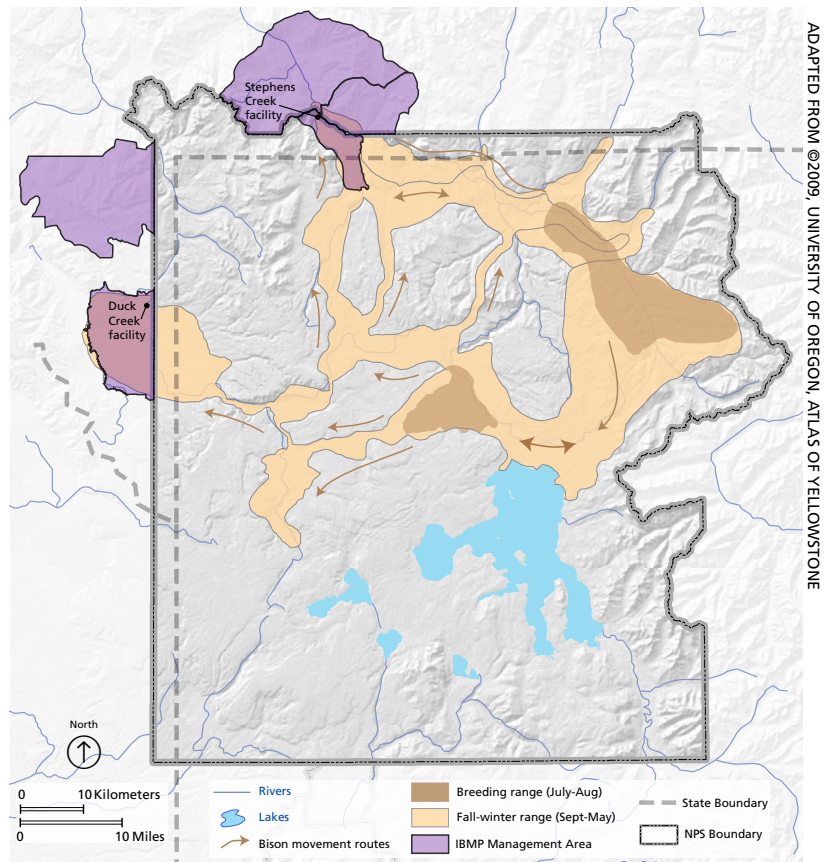 Stephens
Creek
facility
Duck
Creek
facility
ADAPTED FROM ©2009, UNIVERSITY OF OREGON, ATLAS OF YELLOWSTONE
North
0 10 Kilometers
0 10 Miles
Rivers
Lakes
Bison movement routes
Breeding range (July-Aug)
Fall-winter range (Sept-May)
IBMP Management Area
State Boundary
NPS Boundary